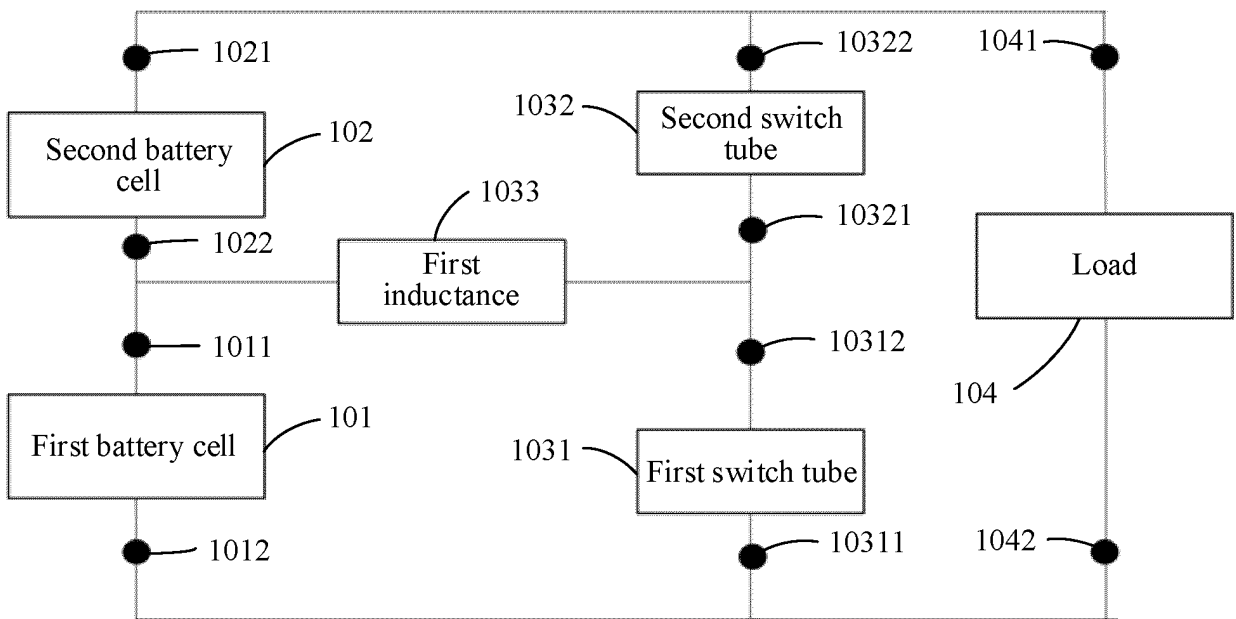 1021
10322
1041
1032
Second switch
tube
Second battery
cell
102
1033
10321
1022
First
inductance
Load
1011
10312
104
First battery cell
101
1031
First switch tube
1012
10311
1042